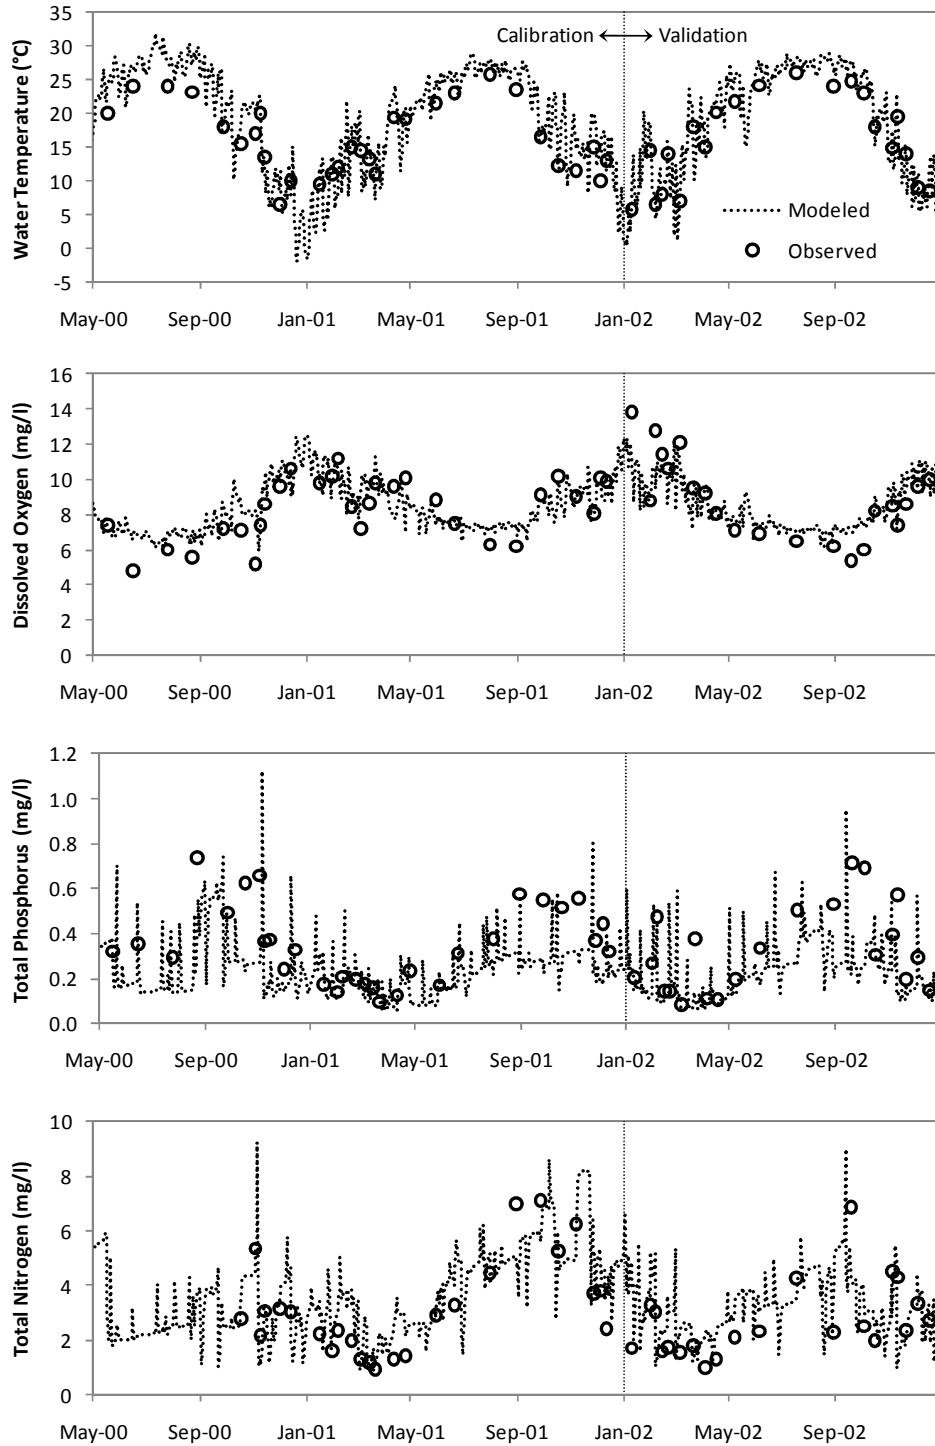 Water Temperature (°C)
35
30
25
20
15
10
5
0
-5
Calibration
Validation
Modeled
Observed
May-00 Sep-00 Jan-01 May-01 Sep-01 Jan-02 May-02 Sep-02
Dissolved Oxygen (mg/l)
16
14
12
10
8
6
4
2
0
May-00 Sep-00 Jan-01 May-01 Sep-01 Jan-02 May-02 Sep-02
Total Phosphorus (mg/l)
1.2
1.0
0.8
0.6
0.4
0.2
0.0
May-00 Sep-00 Jan-01 May-01 Sep-01 Jan-02 May-02 Sep-02
Total Nitrogen (mg/l)
10
8
6
4
2
0
May-00 Sep-00 Jan-01 May-01 Sep-01 Jan-02 May-02 Sep-02